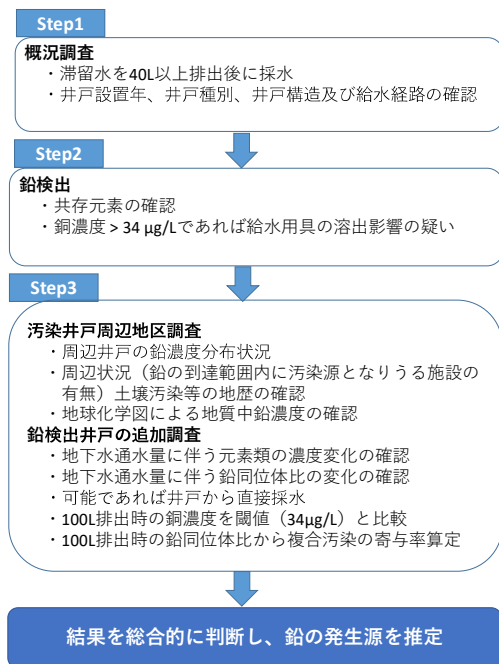 Step1
概況調査
・滞留水を40L以上排出後に採水
・井戸設置年、井戸種別、井戸構造及び給水経路の確認
Step2
鉛検出
・共存元素の確認
・銅濃度 > 34 µg/Lであれば給水用具の溶出影響の疑い
Step3
汚染井戸周辺地区調査
・周辺井戸の鉛濃度分布状況
・周辺状況（鉛の到達範囲内に汚染源となりうる施設の
有無）土壌汚染等の地歴の確認
・地球化学図による地質中鉛濃度の確認
鉛検出井戸の追加調査
・地下水通水量に伴う元素類の濃度変化の確認
・地下水通水量に伴う鉛同位体比の変化の確認
・可能であれば井戸から直接採水
・100L排出時の銅濃度を閾値（34µg/L）と比較
・100L排出時の鉛同位体比から複合汚染の寄与率算定
結果を総合的に判断し、鉛の発生源を推定